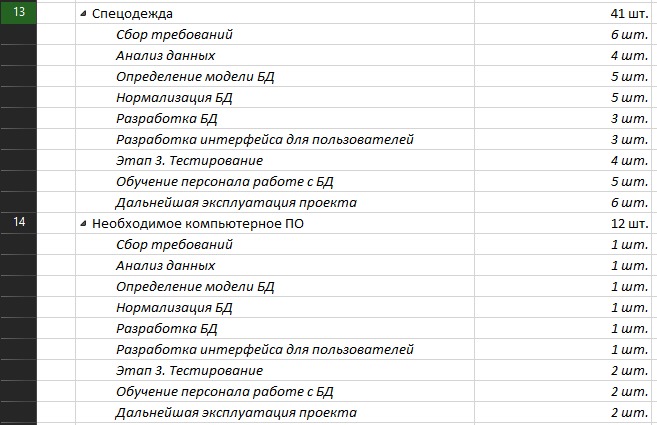 13 Спецодежда 41 шт.
Сбор требований 6 шт.
Анализ данных 4 шт.
Определение модели БД 5 шт.
Нормализация БД 5 шт.
Разработка БД 3 шт.
Разработка интерфейса для пользователей 3 шт.
Этап 3. Тестирование 4 шт.
Обучение персонала работе с БД 5 шт.
Дальнейшая эксплуатация проекта 6 шт.
14 Необходимое компьютерное ПО 12 шт.
Сбор требований 1 шт.
Анализ данных 1 шт.
Определение модели БД 1 шт.
Нормализация БД 1 шт.
Разработка БД 1 шт.
Разработка интерфейса для пользователей 1 шт.
Этап 3. Тестирование 2 шт.
Обучение персонала работе с БД 2 шт.
Дальнейшая эксплуатация проекта 2 шт.